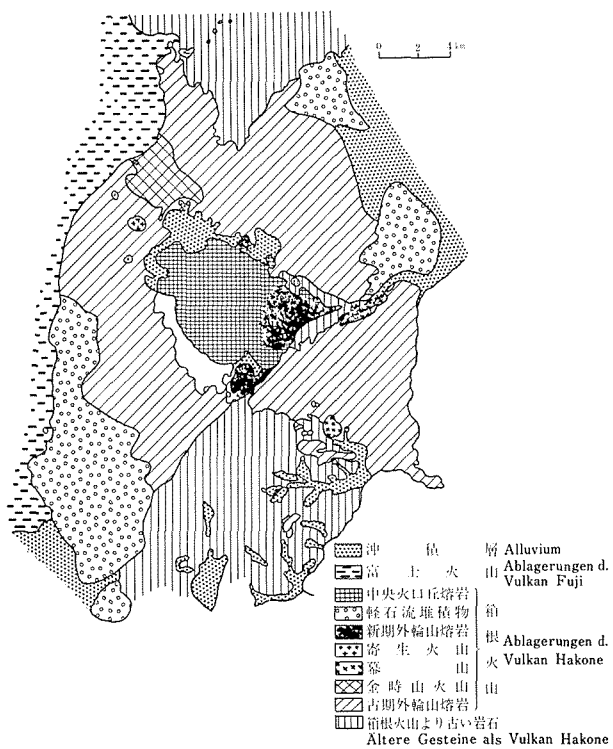 0 2 4 km
沖積層 Alluvium
富士火山 Ablagerungen d. Vulkan Fuji
中央火口丘熔岩
軽石流堆積物
新期外輪山熔岩
寄生火山
幕山
金時山火山
古期外輪山熔岩
箱根火山 Ablagerungen d. Vulkan Hakone
箱根火山より古い岩石
Ältere Gesteine als Vulkan Hakone